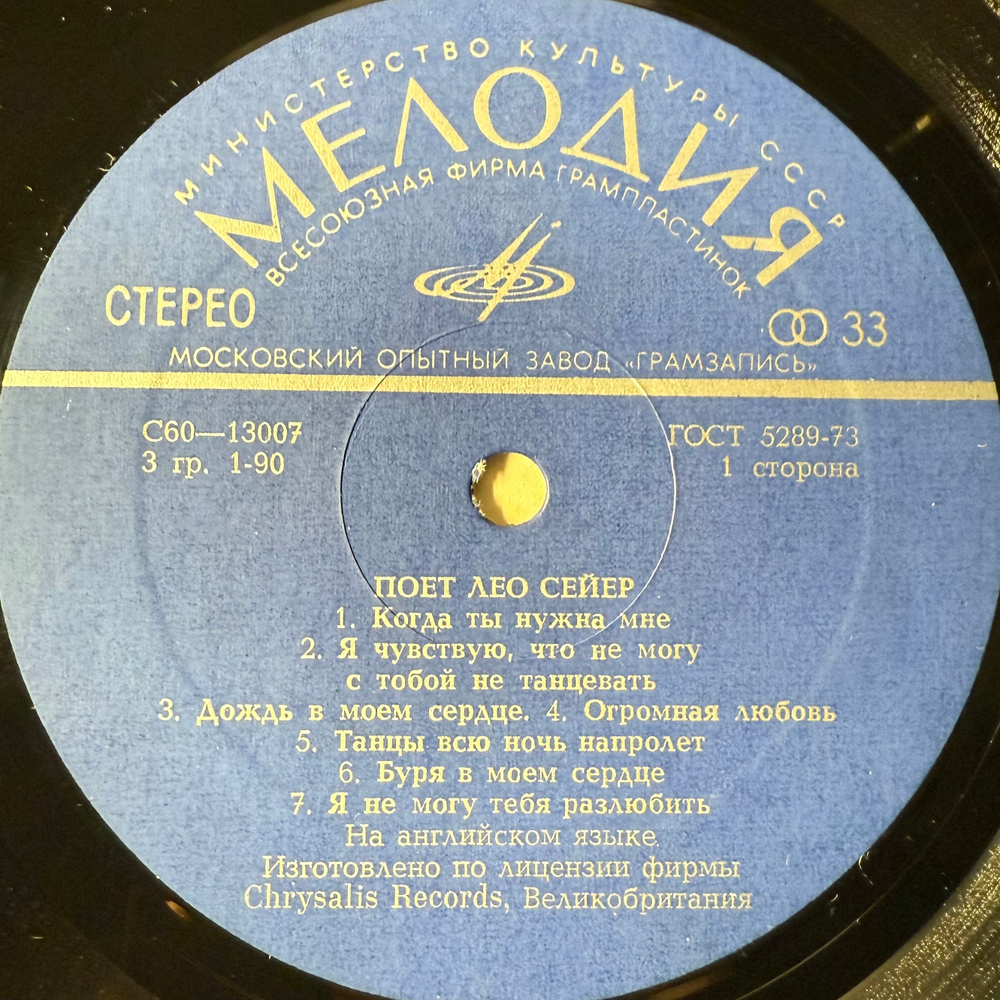 МИНИСТЕРСТВО КУЛЬТУРЫ СССР
МЕЛОДИЯ
ВСЕСОЮЗНАЯ ФИРМА ГРАМПЛАСТИНОК
СТЕРЕО
33
МОСКОВСКИЙ ОПЫТНЫЙ ЗАВОД «ГРАМЗАПИСЬ»
С60—13007
ГОСТ 5289-73
3 гр. 1-90
1 сторона
ПОЕТ ЛЕО СЕЙЕР
1. Когда ты нужна мне
2. Я чувствую, что не могу
с тобой не танцевать
3. Дождь в моем сердце. 4. Огромная любовь
5. Танцы всю ночь напролет
6. Буря в моем сердце
7. Я не могу тебя разлюбить
На английском языке.
Изготовлено по лицензии фирмы
Chrysalis Records, Великобритания